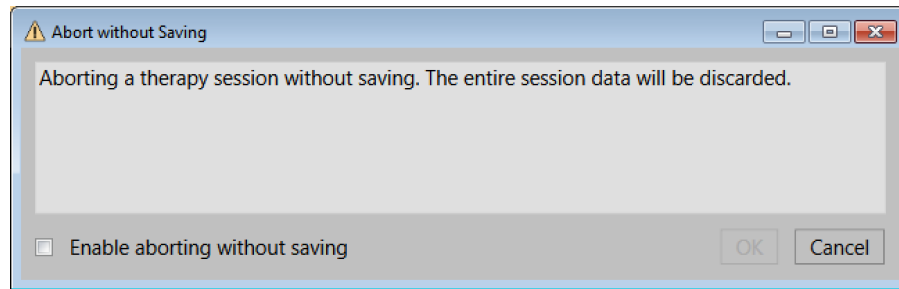 Abort without Saving
Aborting a therapy session without saving. The entire session data will be discarded.
Enable aborting without saving
OK
Cancel